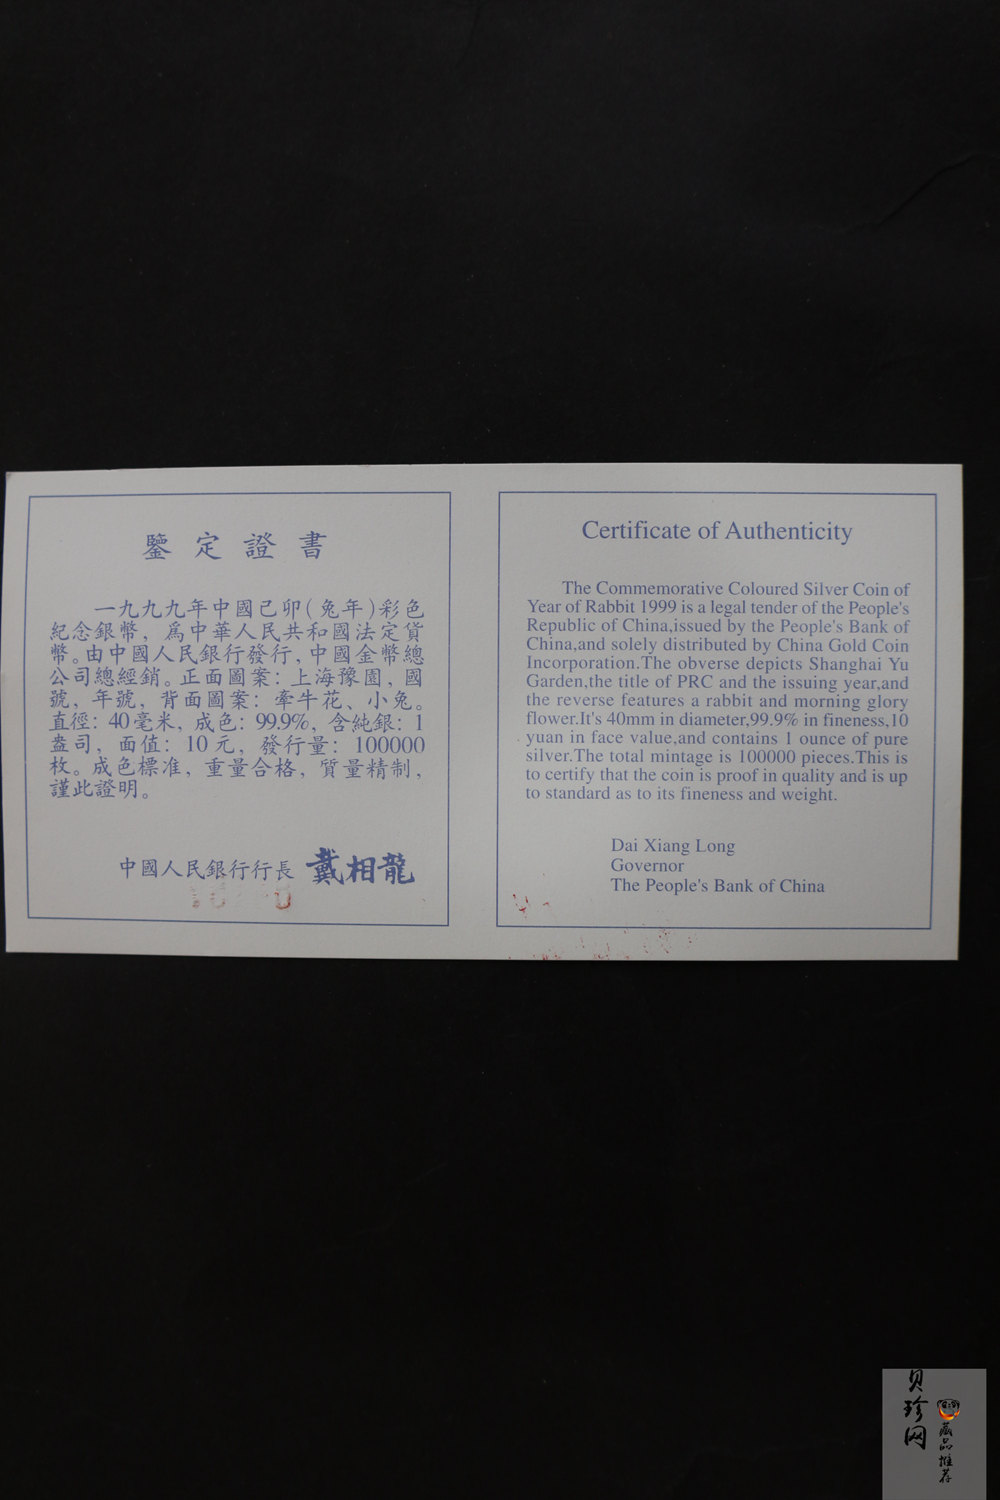 鑒定證書
一九九九年中國己卯(兔年)彩色
紀念銀幣，爲中華人民共和國法定貨
幣。由中國人民銀行發行，中國金幣總
公司總經銷。正面圖案：上海豫園，國
號，年號，背面圖案：牽牛花、小兔。
直徑：40毫米，成色：99.9%，含純銀：1
盎司，面值：10元，發行量：100000
枚。成色標准，重量合格，質量精制，
謹此證明。
中國人民銀行行長 戴相龍
Certificate of Authenticity
The Commemorative Coloured Silver Coin of
Year of Rabbit 1999 is a legal tender of the People's
Republic of China,issued by the People's Bank of
China,and solely distributed by China Gold Coin
Incorporation.The obverse depicts Shanghai Yu
Garden,the title of PRC and the issuing year,and
the reverse features a rabbit and morning glory
flower.It's 40mm in diameter,99.9% in fineness,10
yuan in face value,and contains 1 ounce of pure
silver.The total mintage is 100000 pieces.This is
to certify that the coin is proof in quality and is up
to standard as to its fineness and weight.
Dai Xiang Long
Governor
The People's Bank of China
贝珍网
藏品推荐